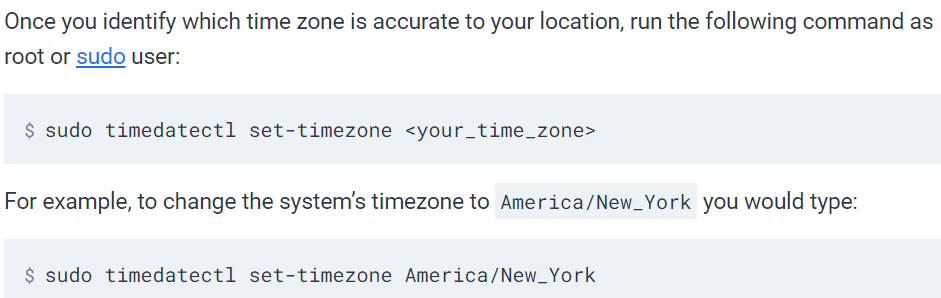 Once you identify which time zone is accurate to your location, run the following command as
root or sudo user:
$ sudo timedatectl set-timezone <your_time_zone>
For example, to change the system’s timezone to America/New_York you would type:
$ sudo timedatectl set-timezone America/New_York